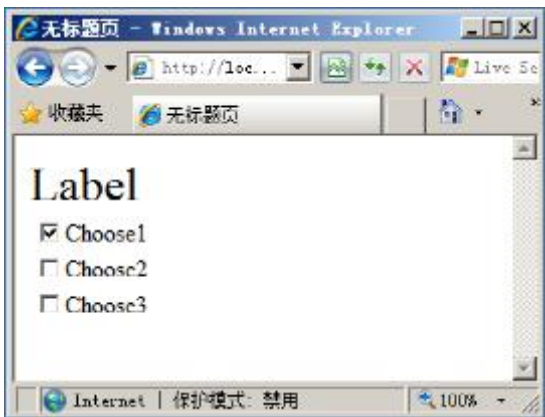 无标题页 - Windows Internet Explorer
http://loc... Live Se
收藏夹 无标题页
Label
Choose1
Choose2
Choose3
Internet | 保护模式: 禁用 100%